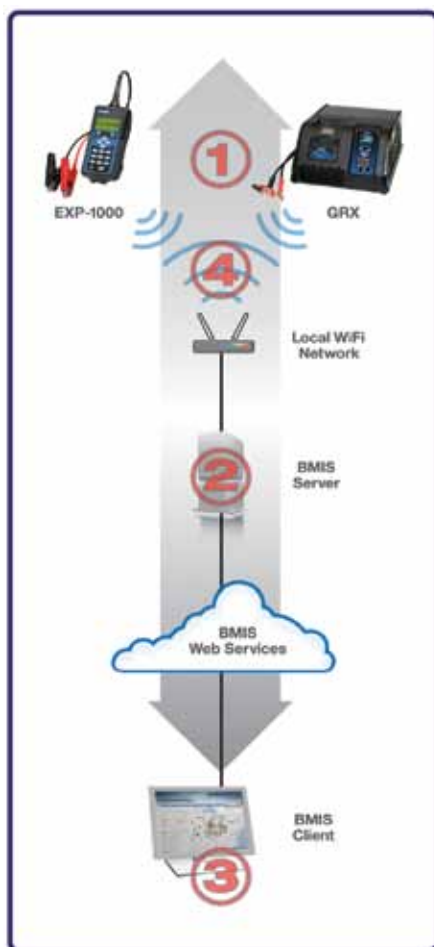 1
EXP-1000
GRX
4
Local WiFi
Network
2
BMIS
Server
BMIS
Web Services
BMIS
Client
3